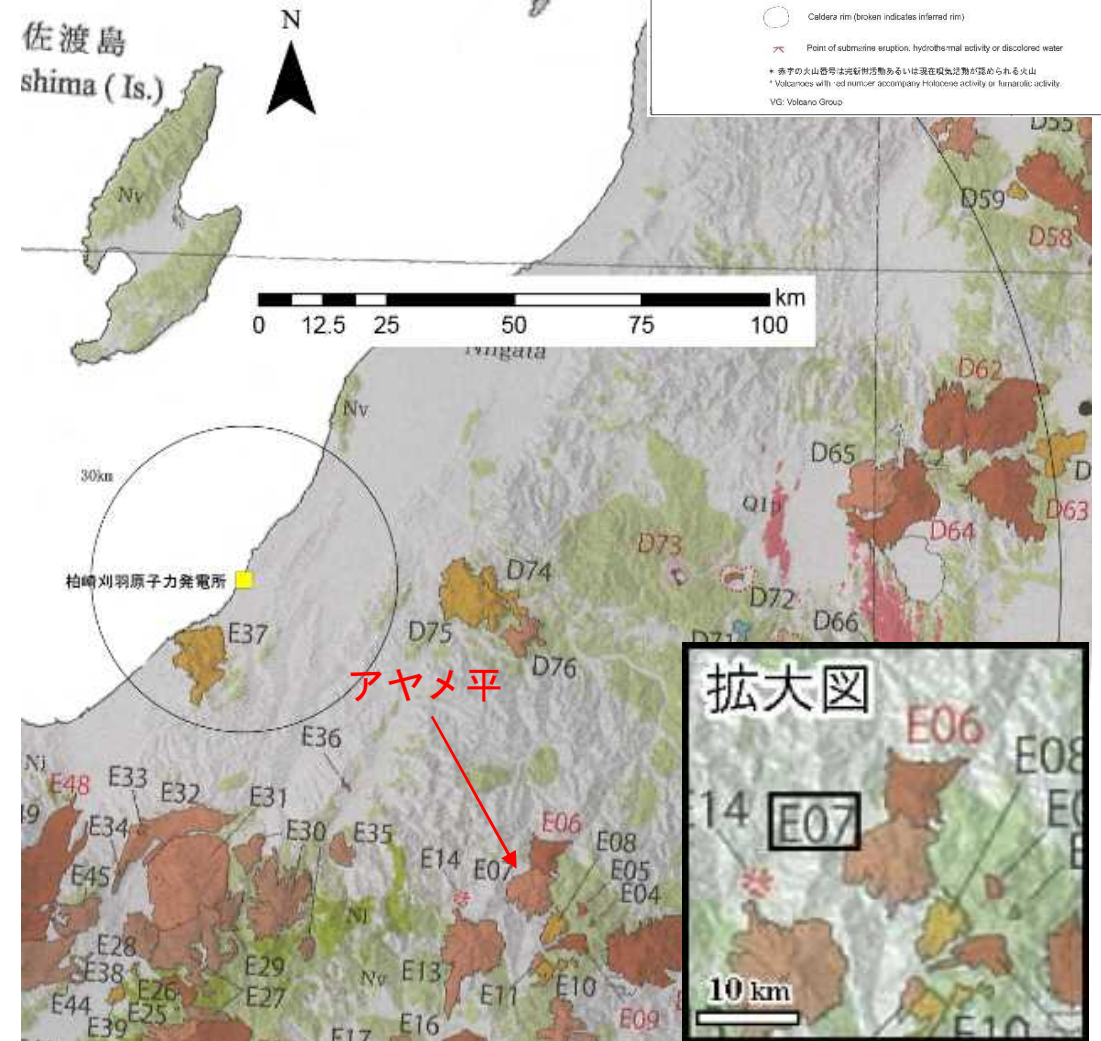 佐渡島
shima ( Is.)
N
Caldera rim (broken indicates inferred rim)
Point of submarine eruption, hydrothermal activity or discolored water
* 赤字の火山番号は完新世活動あるいは現在噴気活動が認められる火山
* Volcanoes with red number accompany Holocene activity or fumarolic activity.
VG: Volcano Group
D55
D59
D58
Nv
km
0 12.5 25 50 75 100
Niigata
Nv
D62
D65
30km
Q1p
D63
D64
D73
柏崎刈羽原子力発電所
D74
D72
E37
D75
D71
D66
D76
アヤメ平
E36
Ni
E48
E33
E32
E31
E34
E30
E35
E06
E08
E14
E07
E05
E45
E04
Ni
E28
E38
E29
Nv
E13
E44
E26
E27
E11
E10
E39
E25
E09
E17
E16
拡大図
E06
E08
E14
E07
10 km
E10